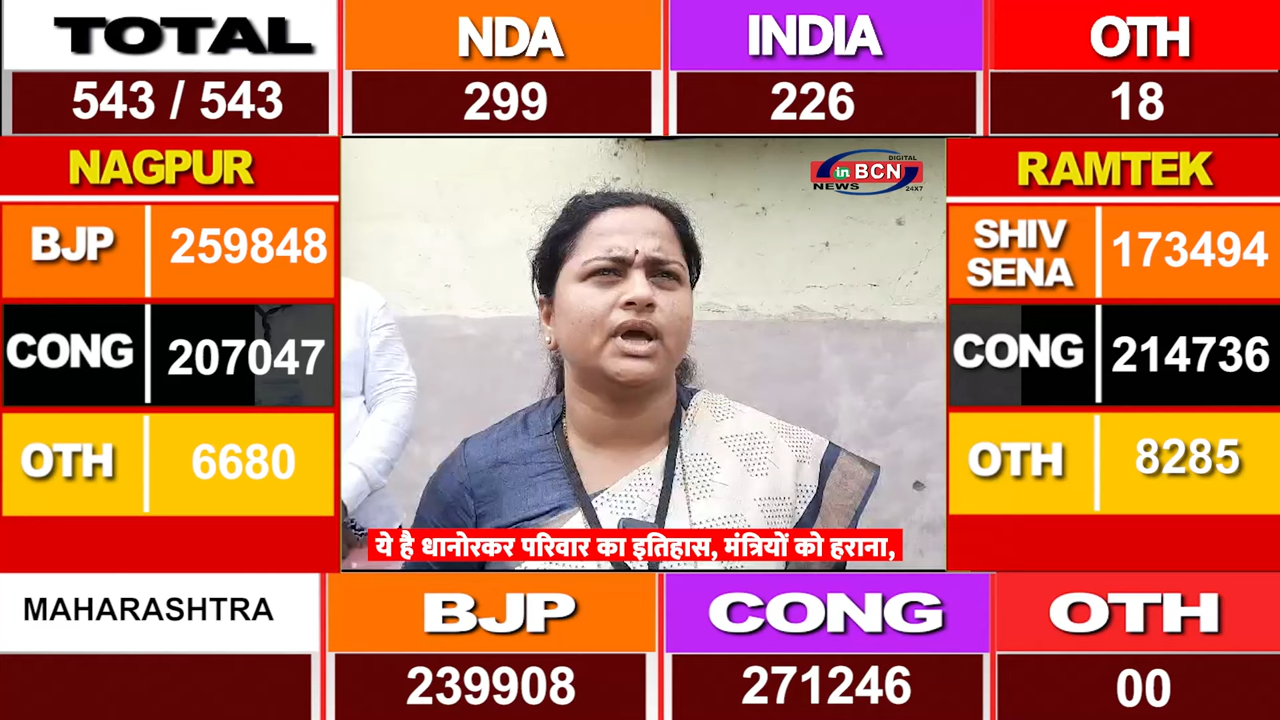 TOTAL
NDA
INDIA
OTH
543 / 543
299
226
18
NAGPUR
BJP
259848
CONG
207047
OTH
6680
DIGITAL
in BCN
NEWS
24X7
RAMTEK
SHIV
SENA
173494
CONG
214736
OTH
8285
ये है धानोरकर परिवार का इतिहास, मंत्रियों को हराना,
MAHARASHTRA
BJP
CONG
OTH
239908
271246
00